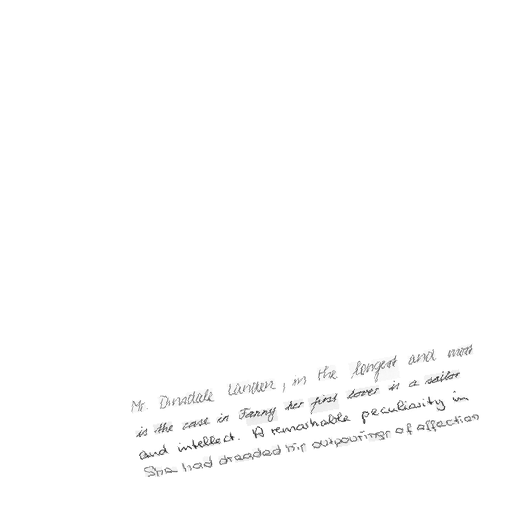 Mr. Dinsdale Landen, in the longest and most
is the case in Fanny her first lover is a sailor
and intellect. A remarkable peculiarity in
She had dreaded his outpourings of affection